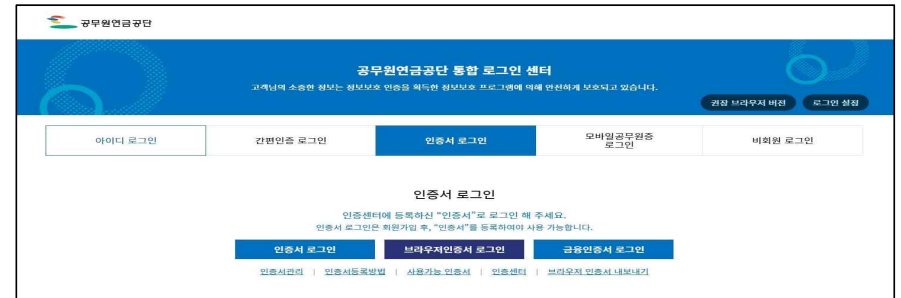 공무원연금공단
공무원연금공단 통합 로그인 센터
고객님의 소중한 정보는 정보보호 인증을 획득한 정보보호 프로그램에 의해 안전하게 보호되고 있습니다.
권장 브라우저 버전
로그인 설정
아이디 로그인
간편인증 로그인
인증서 로그인
모바일공무원증
로그인
비회원 로그인
인증서 로그인
인증센터에 등록하신 “인증서”로 로그인 해 주세요.
인증서 로그인은 회원가입 후, “인증서”를 등록하여야 사용 가능합니다.
인증서 로그인
브라우저인증서 로그인
금융인증서 로그인
인증서관리 | 인증서등록방법 | 사용가능 인증서 | 인증센터 | 브라우저 인증서 내보내기